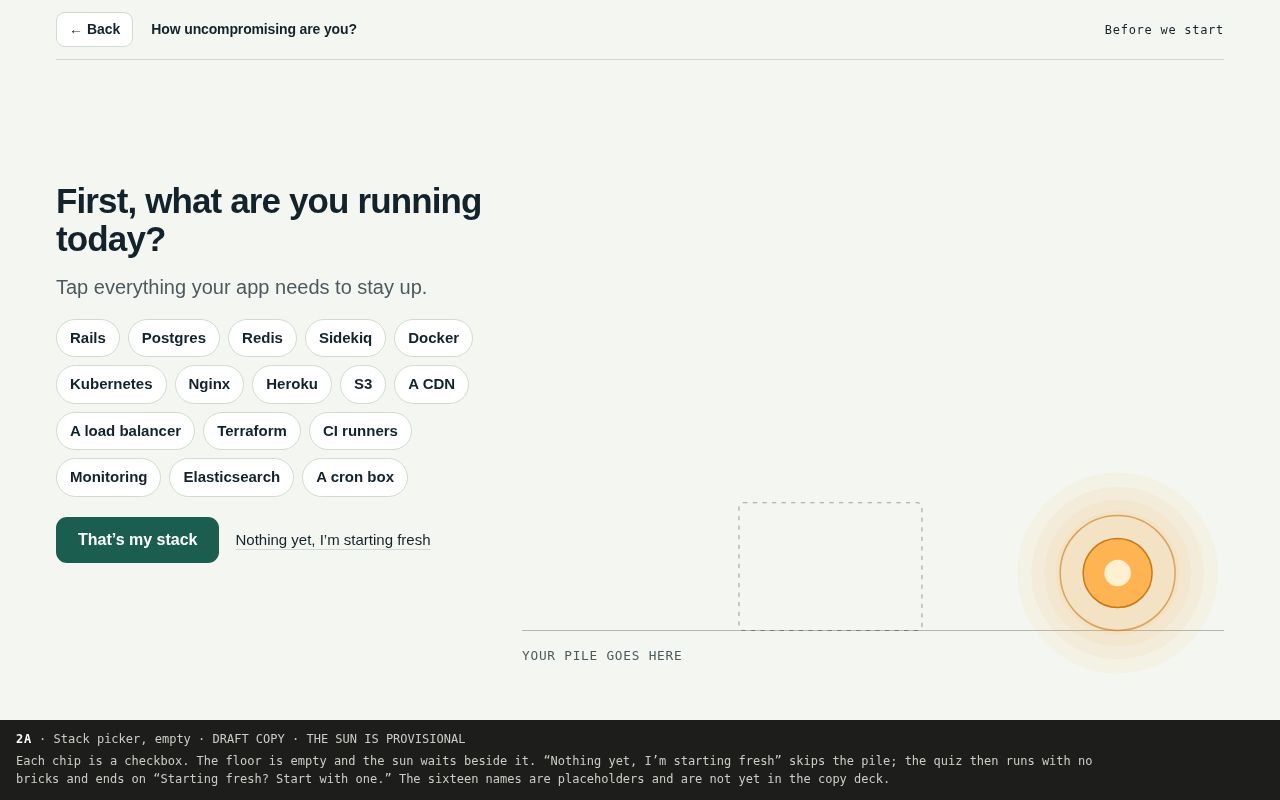 ← Back
How uncompromising are you?
Before we start
First, what are you running
today?
Tap everything your app needs to stay up.
Rails Postgres Redis Sidekiq Docker
Kubernetes Nginx Heroku S3 A CDN
A load balancer Terraform CI runners
Monitoring Elasticsearch A cron box
That’s my stack
Nothing yet, I’m starting fresh
YOUR PILE GOES HERE
2A · Stack picker, empty · DRAFT COPY · THE SUN IS PROVISIONAL
Each chip is a checkbox. The floor is empty and the sun waits beside it. “Nothing yet, I’m starting fresh” skips the pile; the quiz then runs with no
bricks and ends on “Starting fresh? Start with one.” The sixteen names are placeholders and are not yet in the copy deck.